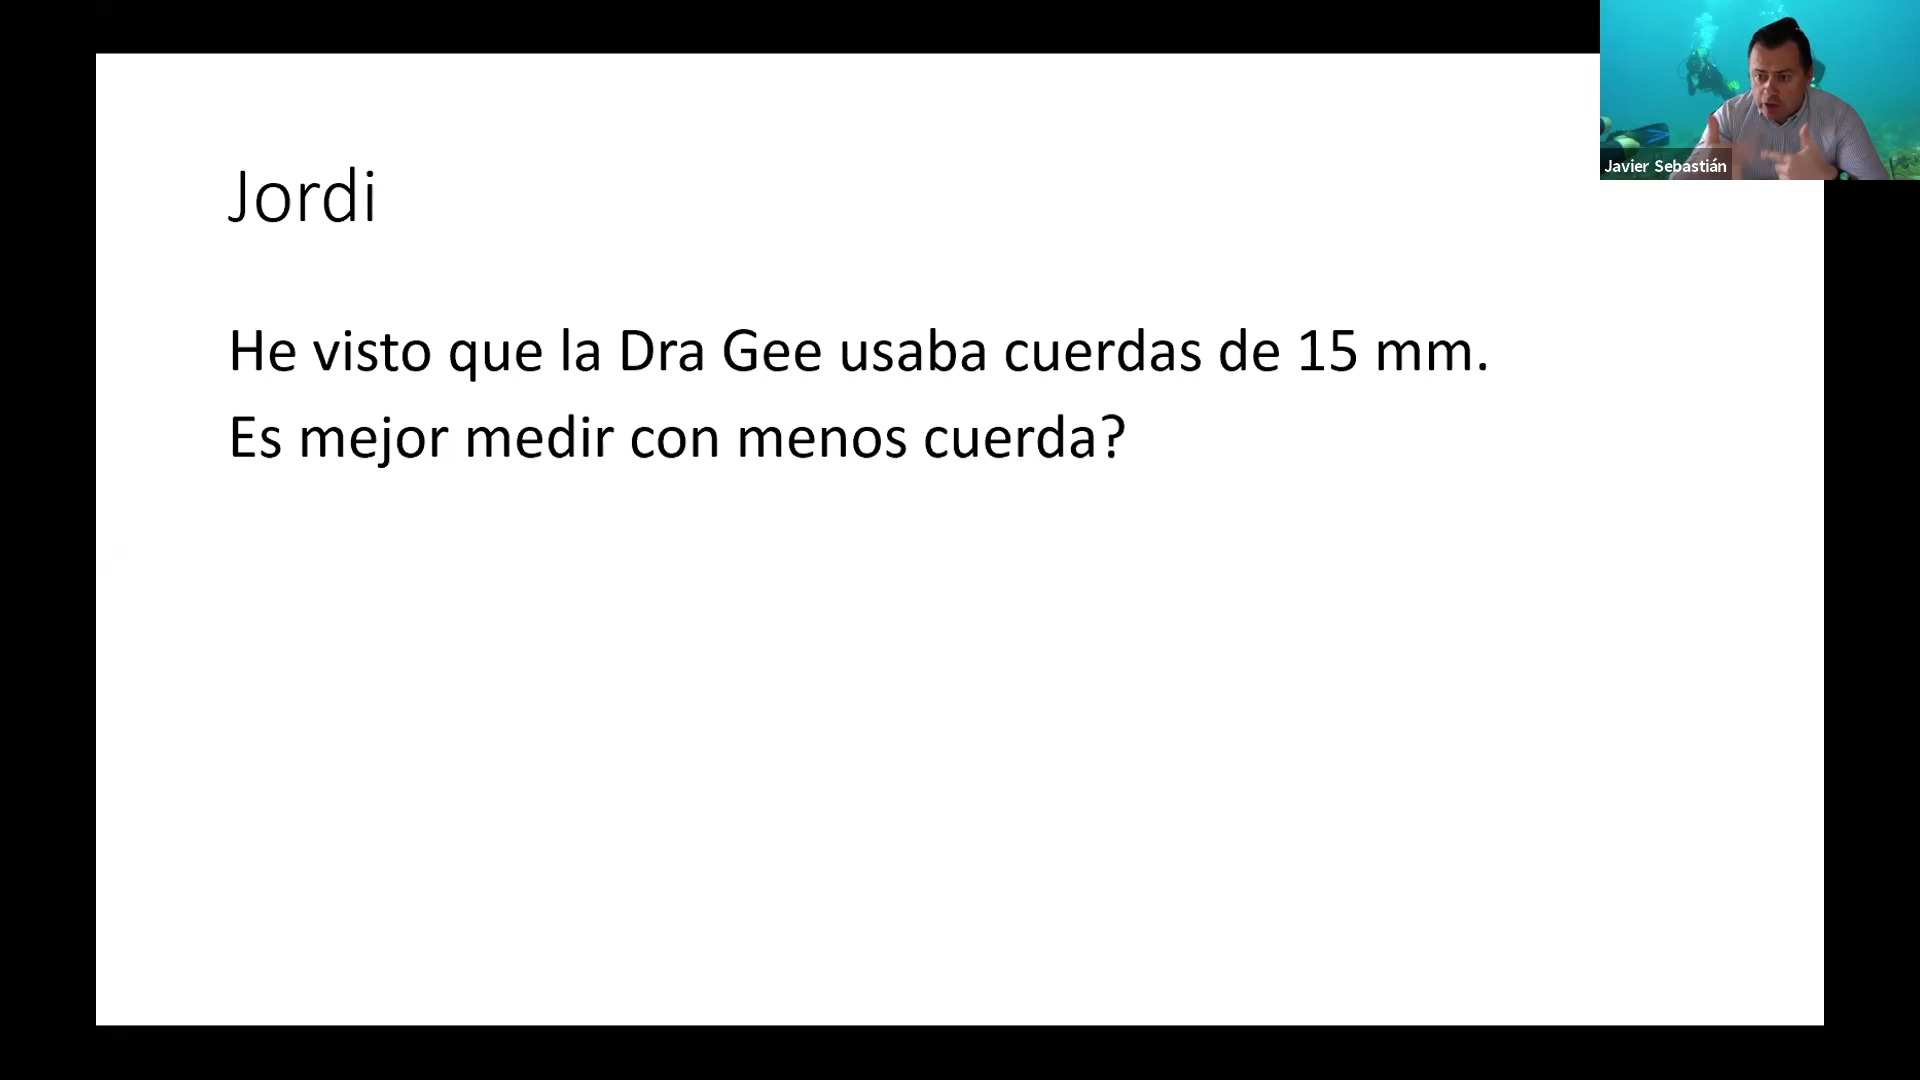 Jordi
He visto que la Dra Gee usaba cuerdas de 15 mm.
Es mejor medir con menos cuerda?
Javier Sebastián